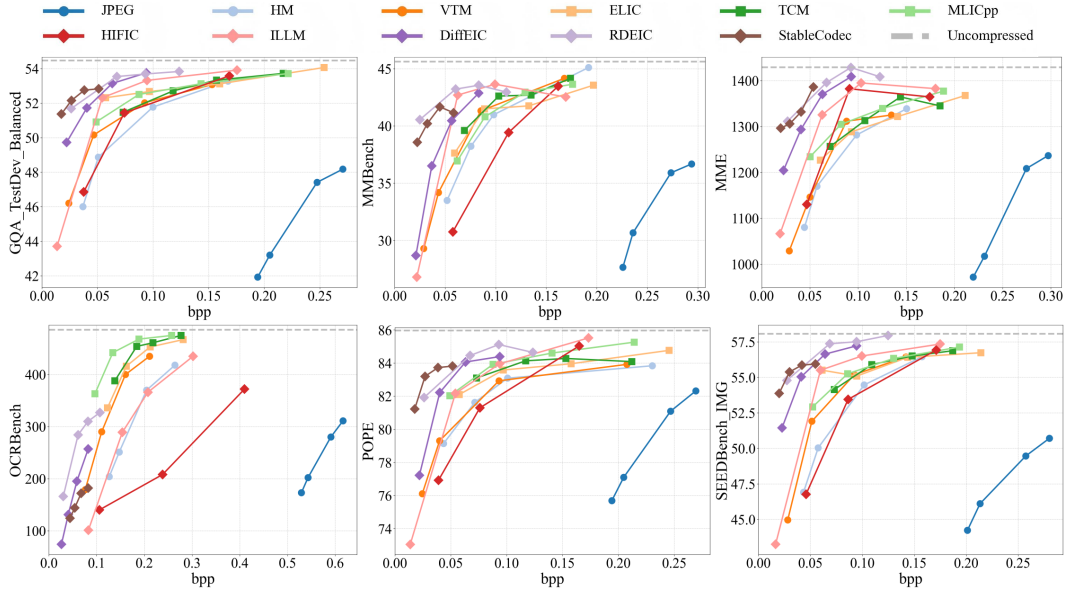 JPEG HM VTM ELIC TCM MLICpp
HIFIC ILLM DiffEIC RDEIC StableCodec Uncompressed
GQA_TestDev_Balanced
54
52
50
48
46
44
42
0.00 0.05 0.10 0.15 0.20 0.25
bpp
MMBench
45
40
35
30
0.00 0.05 0.10 0.15 0.20 0.25 0.30
bpp
MME
1400
1300
1200
1100
1000
0.00 0.05 0.10 0.15 0.20 0.25 0.30
bpp
OCRBench
400
300
200
100
0.0 0.1 0.2 0.3 0.4 0.5 0.6
bpp
POPE
86
84
82
80
78
76
74
0.00 0.05 0.10 0.15 0.20 0.25
bpp
SEEDBench_IMG
57.5
55.0
52.5
50.0
47.5
45.0
0.00 0.05 0.10 0.15 0.20 0.25
bpp